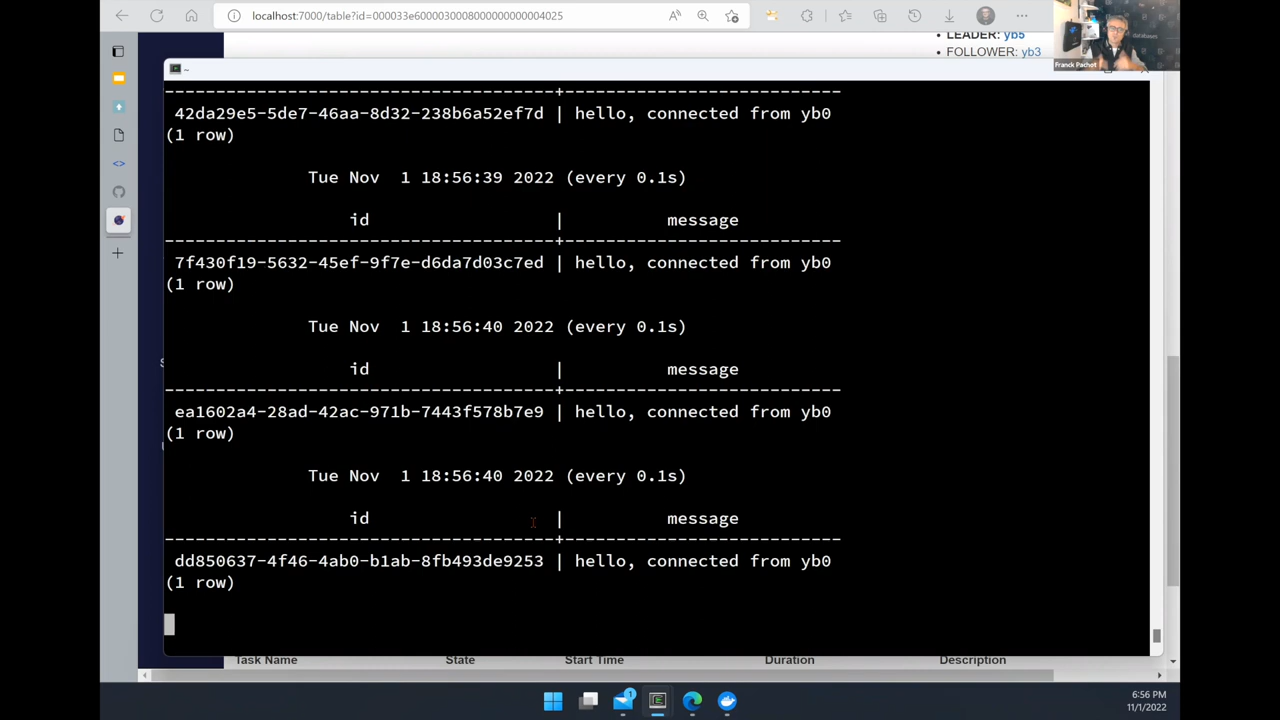 localhost:7000/table?id=000033e6000030008000000000004025
• LEADER: yb5
• FOLLOWER: yb3
Franck Pachot
~
--------------------------------------+----------------------------
42da29e5-5de7-46aa-8d32-238b6a52ef7d | hello, connected from yb0
(1 row)
Tue Nov  1 18:56:39 2022 (every 0.1s)
id | message
--------------------------------------+----------------------------
7f430f19-5632-45ef-9f7e-d6da7d03c7ed | hello, connected from yb0
(1 row)
Tue Nov  1 18:56:40 2022 (every 0.1s)
id | message
--------------------------------------+----------------------------
ea1602a4-28ad-42ac-971b-7443f578b7e9 | hello, connected from yb0
(1 row)
Tue Nov  1 18:56:40 2022 (every 0.1s)
id | message
--------------------------------------+----------------------------
dd850637-4f46-4ab0-b1ab-8fb493de9253 | hello, connected from yb0
(1 row)
Task Name State Start Time Duration Description
1
6:56 PM
11/1/2022